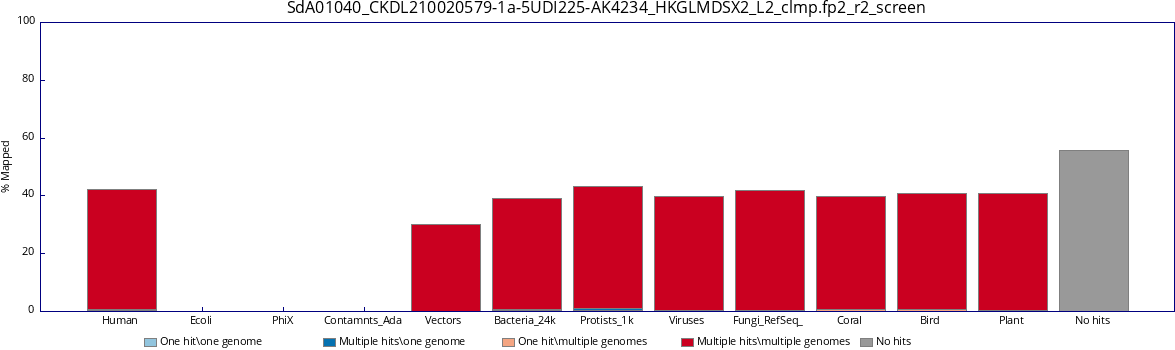 SdA01040_CKDL210020579-1a-5UDI225-AK4234_HKGLMDSX2_L2_clmp.fp2_r2_screen
100
80
60
40
20
0
% Mapped
Human Ecoli PhiX Contamnts_Ada Vectors Bacteria_24k Protists_1k Viruses Fungi_RefSeq_ Coral Bird Plant No hits
One hit\one genome Multiple hits\one genome One hit\multiple genomes Multiple hits\multiple genomes No hits